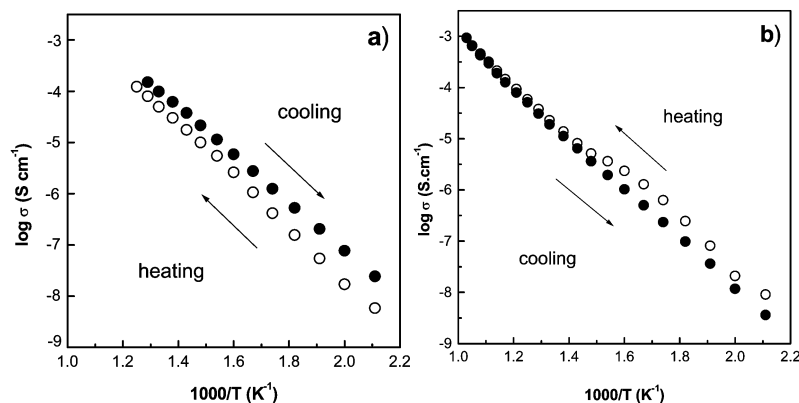 a)
cooling
heating
log σ (S cm⁻¹)
-3
-4
-5
-6
-7
-8
-9
1.0 1.2 1.4 1.6 1.8 2.0 2.2
1000/T (K⁻¹)
b)
heating
cooling
log σ (S.cm⁻¹)
-3
-4
-5
-6
-7
-8
-9
1.0 1.2 1.4 1.6 1.8 2.0 2.2
1000/T (K⁻¹)